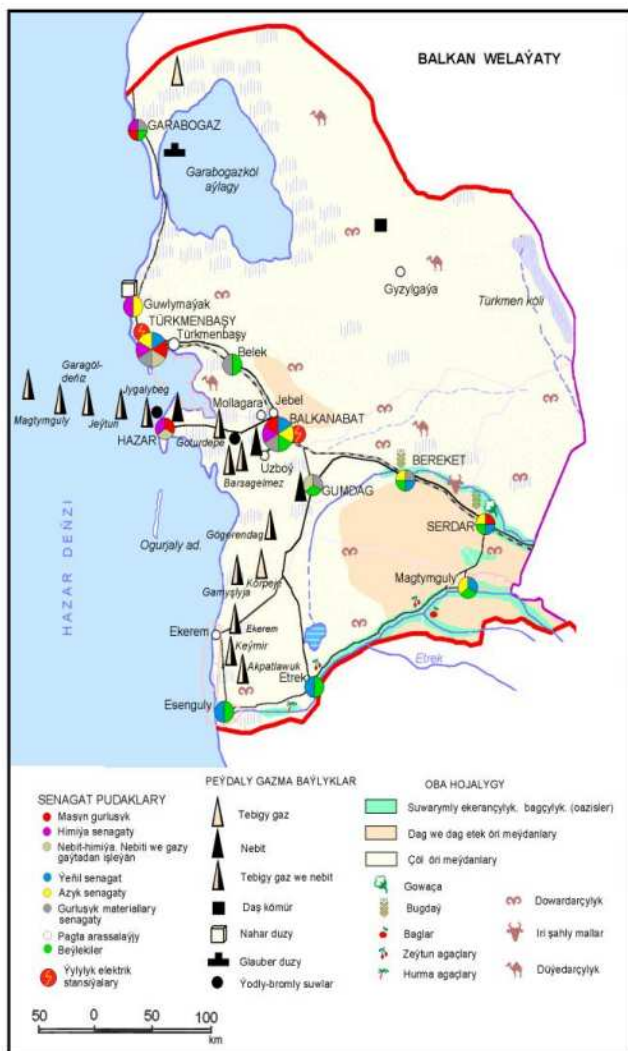 BALKAN WELAÝATY
GARABOGAZ
Garabogazköl
aýlagy
Gyzylgaýa
Türkmen köli
Guwlymaýak
TÜRKMENBAŞY
Türkmenbaşy
Belek
Garagöl-
deňiz
Jygalybeg
Magtymguly
Jeýtun
HAZAR
Goturdepe
Mollagara
Jebel
BALKANABAT
Uzboý
Barsagelmez
GUMDAG
BEREKET
SERDAR
Magtymguly
Ogurjaly ad.
HAZAR DEŇZI
Gögerendag
Körpeje
Gamyşlyja
Ekerem
Ekerem
Keýmir
Akpatlawuk
Etrek
Etrek
Esenguly
SENAGAT PUDAKLARY
Masyn gurlusyk
Himiýa senagaty
Nebit-himiýa. Nebiti we gazy
gaýtadan işleýän
Ýeňil senagat
Azyk senagaty
Gurluşyk materiallary
senagaty
Pagta arassalaýjy
Beýlekiler
Ýylylyk elektrik
stansiýalary
50 0 50 100
km
PEÝDALY GAZMA BAÝLYKLAR
Tebigy gaz
Nebit
Tebigy gaz we nebit
Daş kömür
Nahar duzy
Glauber duzy
Ýodly-bromly suwlar
OBA HOJALYGY
Suwarymly ekerançylyk. bagçylyk. (oazisler)
Dag we dag etek öri meýdanlary
Çöl öri meýdanlary
Gowaça
Bugdaý
Baglar
Zeýtun agaçlary
Hurma agaçlary
Dowardarçylyk
Iri şahly mallar
Düýedarçylyk